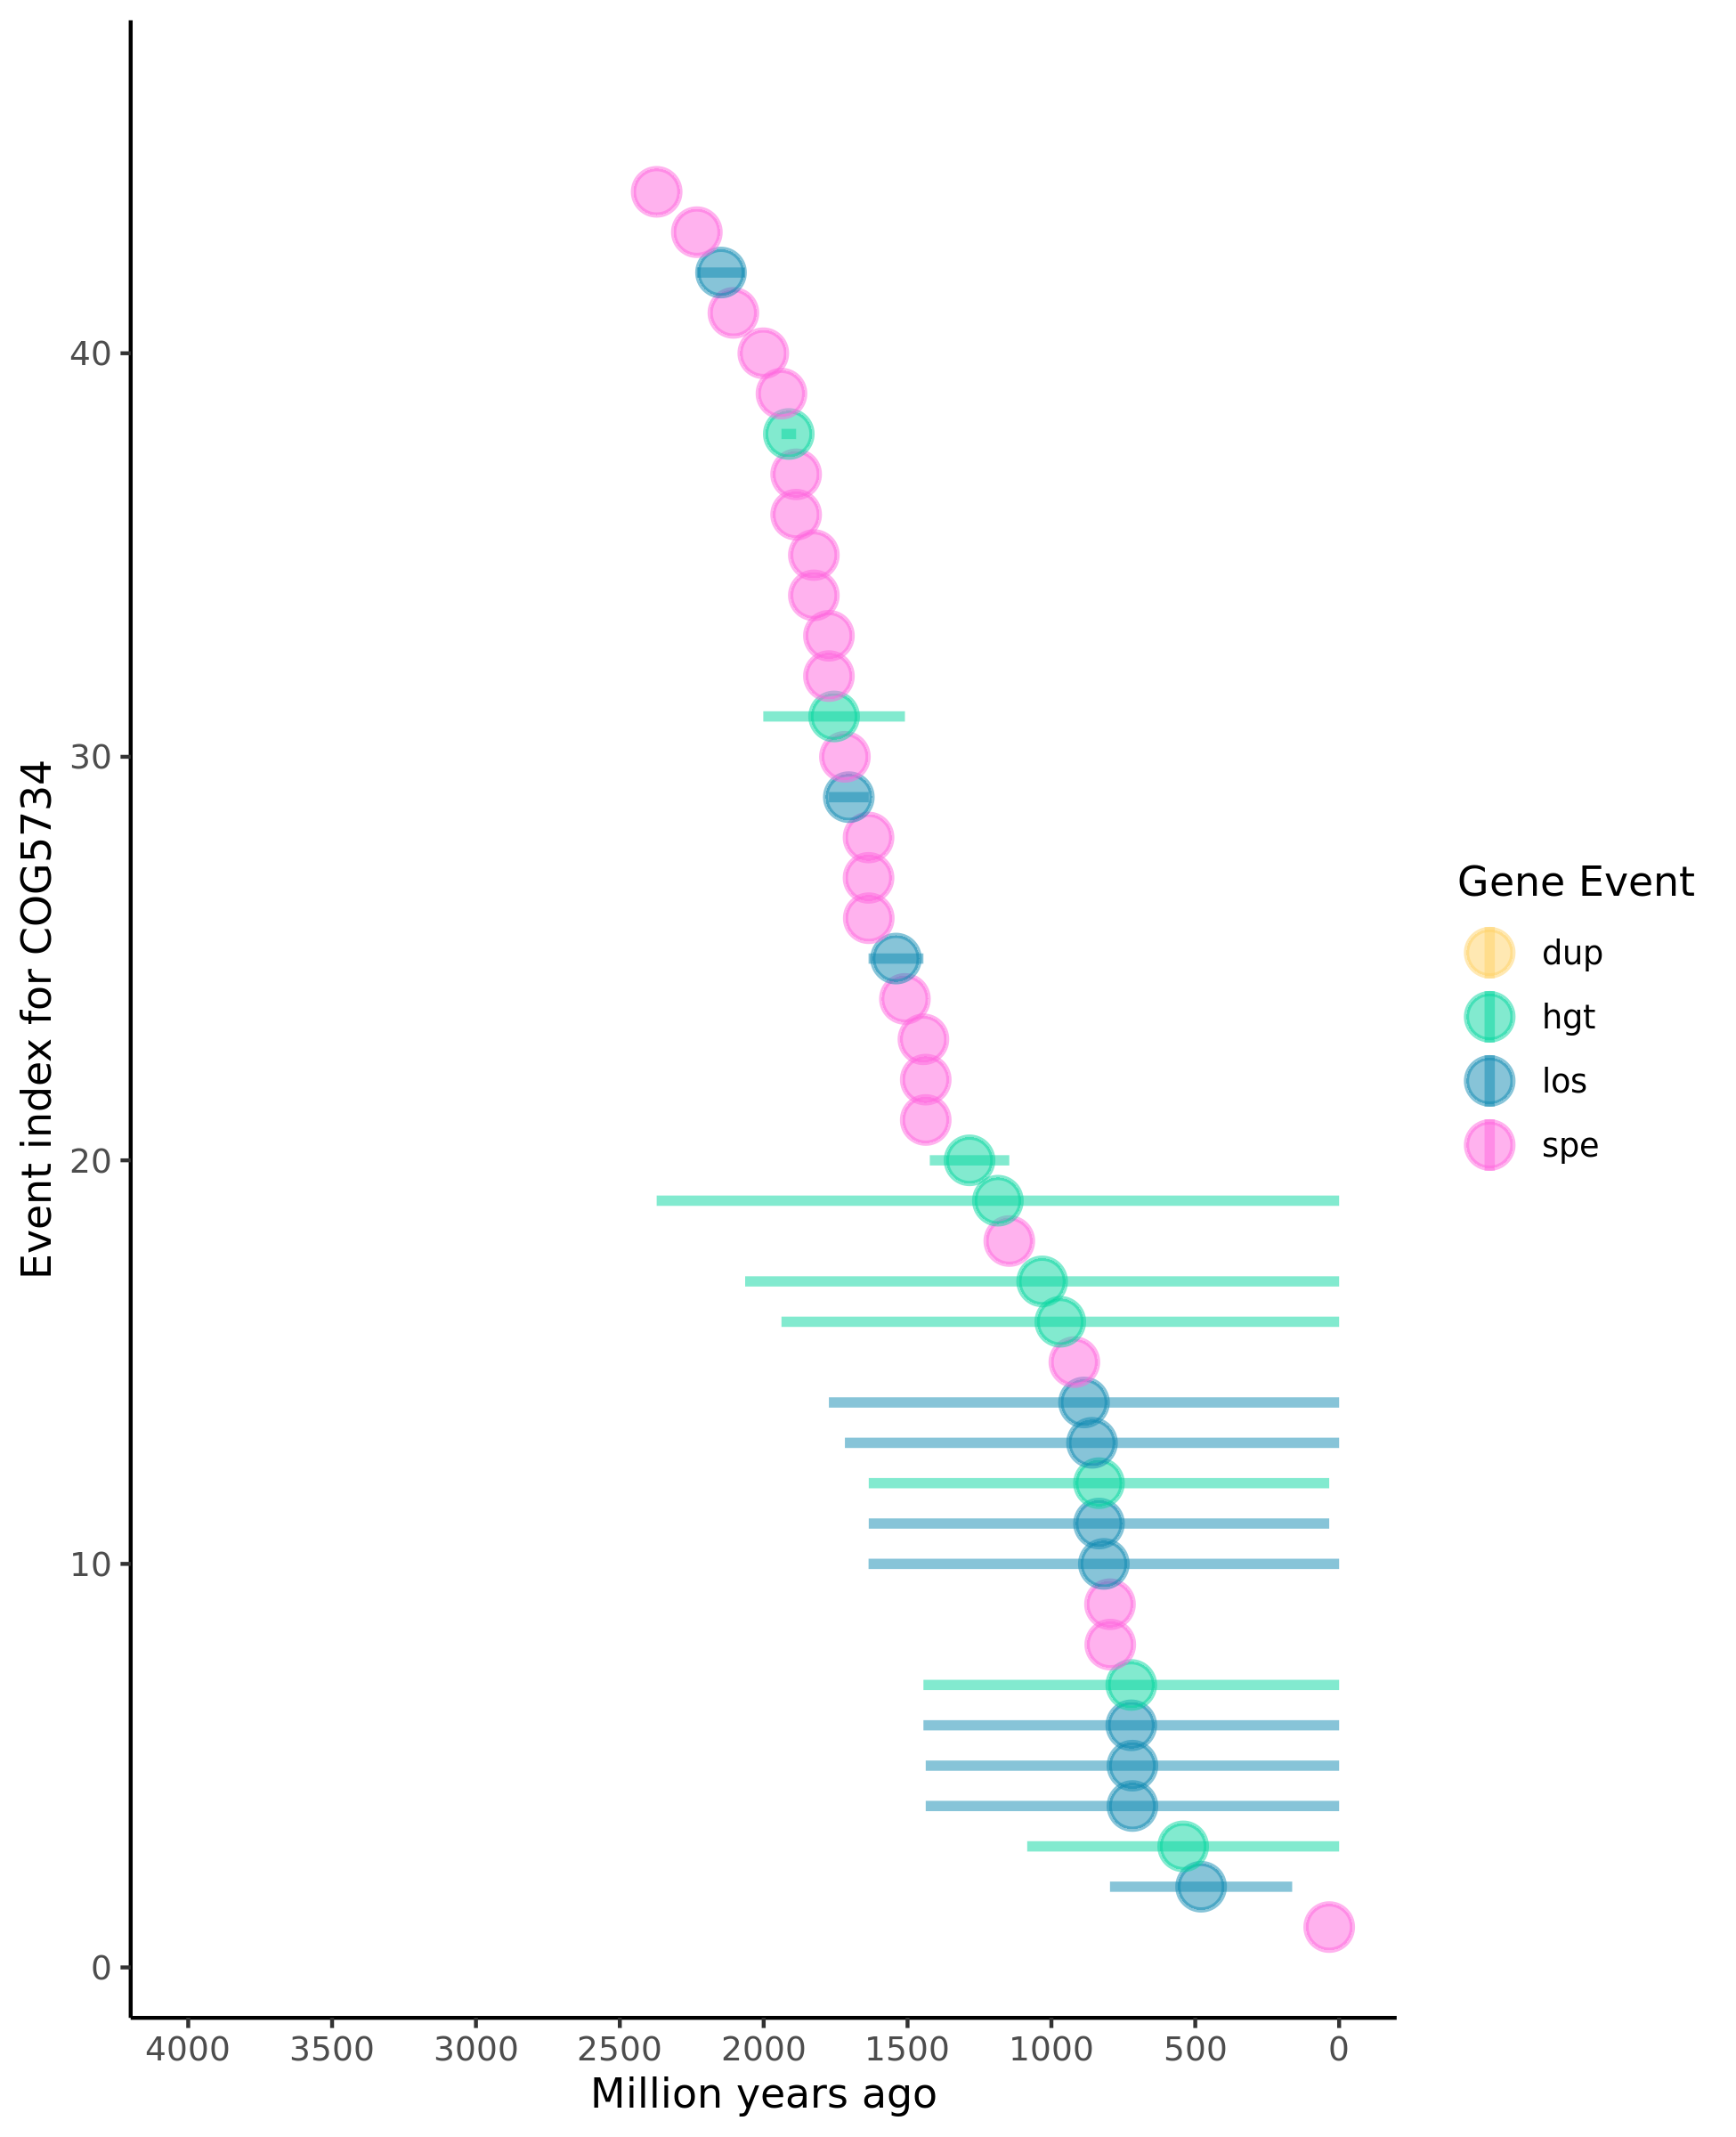 Event index for COG5734
40
30
20
10
0
4000 3500 3000 2500 2000 1500 1000 500 0
Million years ago
Gene Event
dup
hgt
los
spe